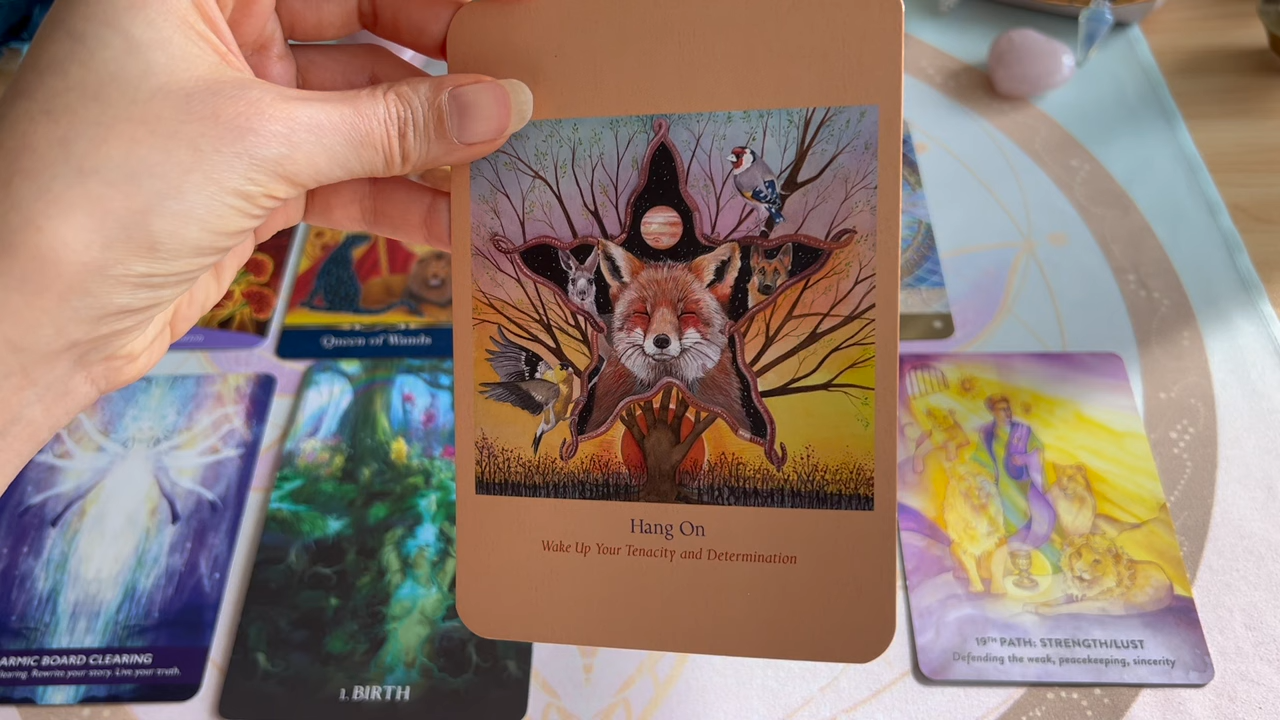 Hang On
Wake Up Your Tenacity and Determination
Queen of Wands
ARMIC BOARD CLEARING
learing. Rewrite your story. Live your truth.
1. BIRTH
19TH PATH: STRENGTH/LUST
Defending the weak, peacekeeping, sincerity